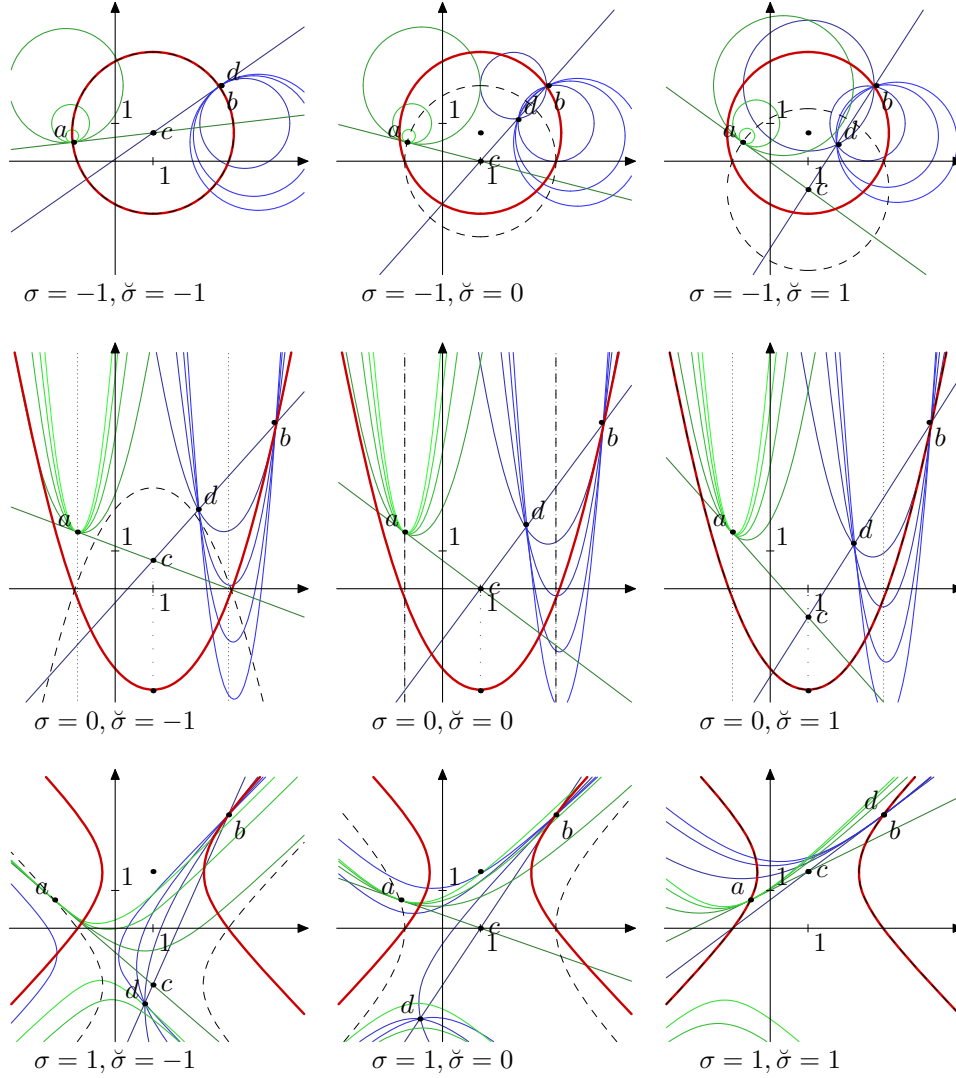 a 1 d b c 1
σ = −1, σ̆ = −1
a 1 d b c 1
σ = −1, σ̆ = 0
a 1 d b c 1
σ = −1, σ̆ = 1
a 1 d b c 1
σ = 0, σ̆ = −1
a 1 d b c 1
σ = 0, σ̆ = 0
a 1 d b c 1
σ = 0, σ̆ = 1
a 1 b 1 c d
σ = 1, σ̆ = −1
a 1 b c 1 d
σ = 1, σ̆ = 0
a 1 d b c 1
σ = 1, σ̆ = 1